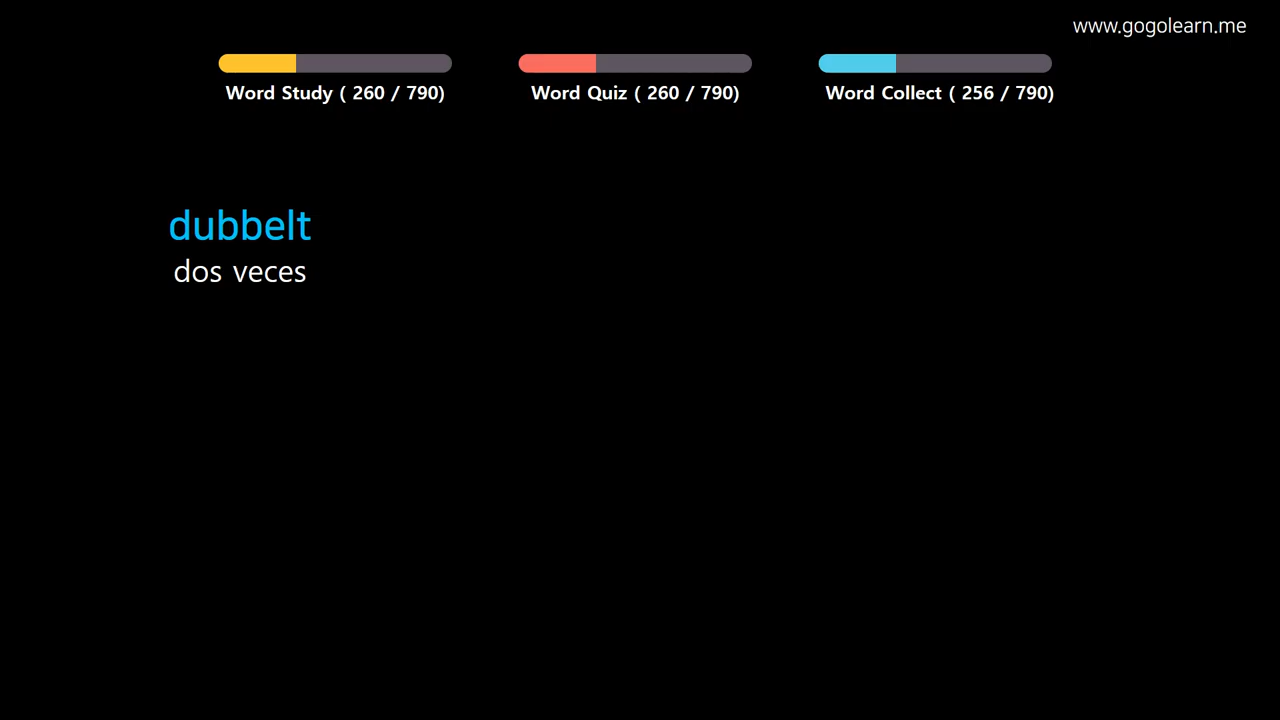 www.gogolearn.me
Word Study ( 260 / 790)
Word Quiz ( 260 / 790)
Word Collect ( 256 / 790)
dubbelt
dos veces